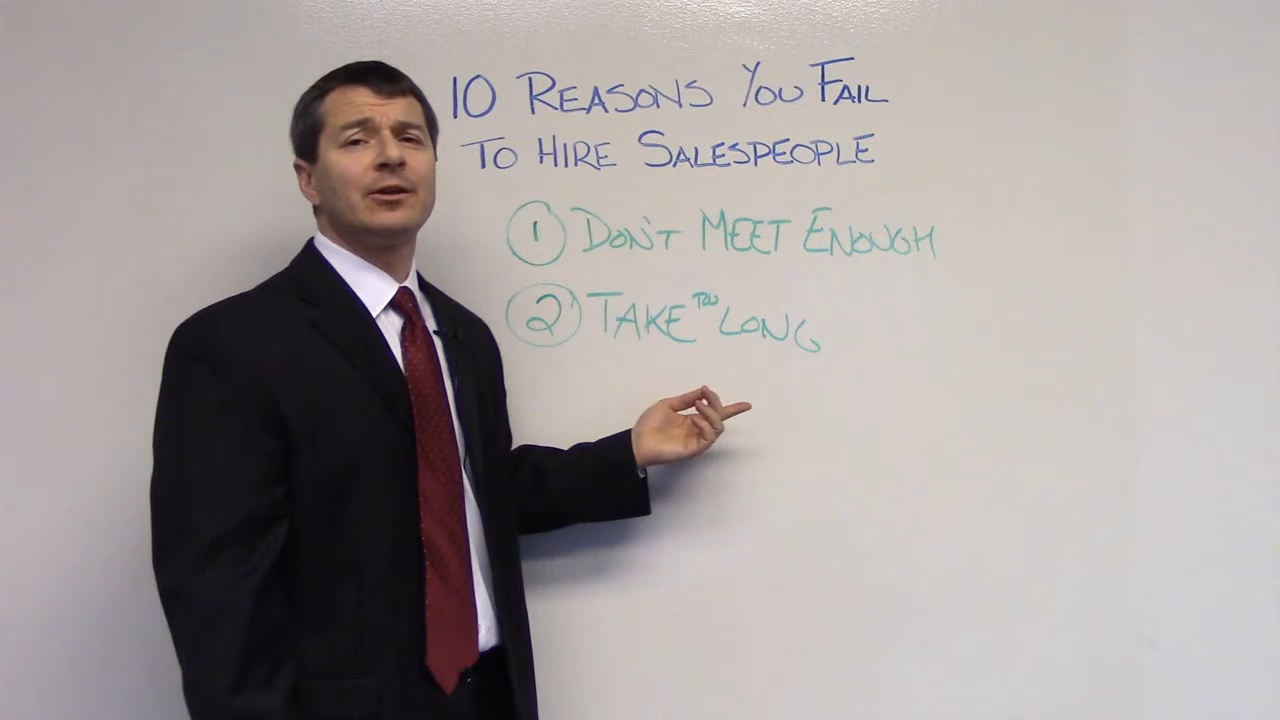 10 REASONS YOU FAIL
TO HIRE SALESPEOPLE
1 DON'T MEET ENOUGH
2 TAKE TOO LONG